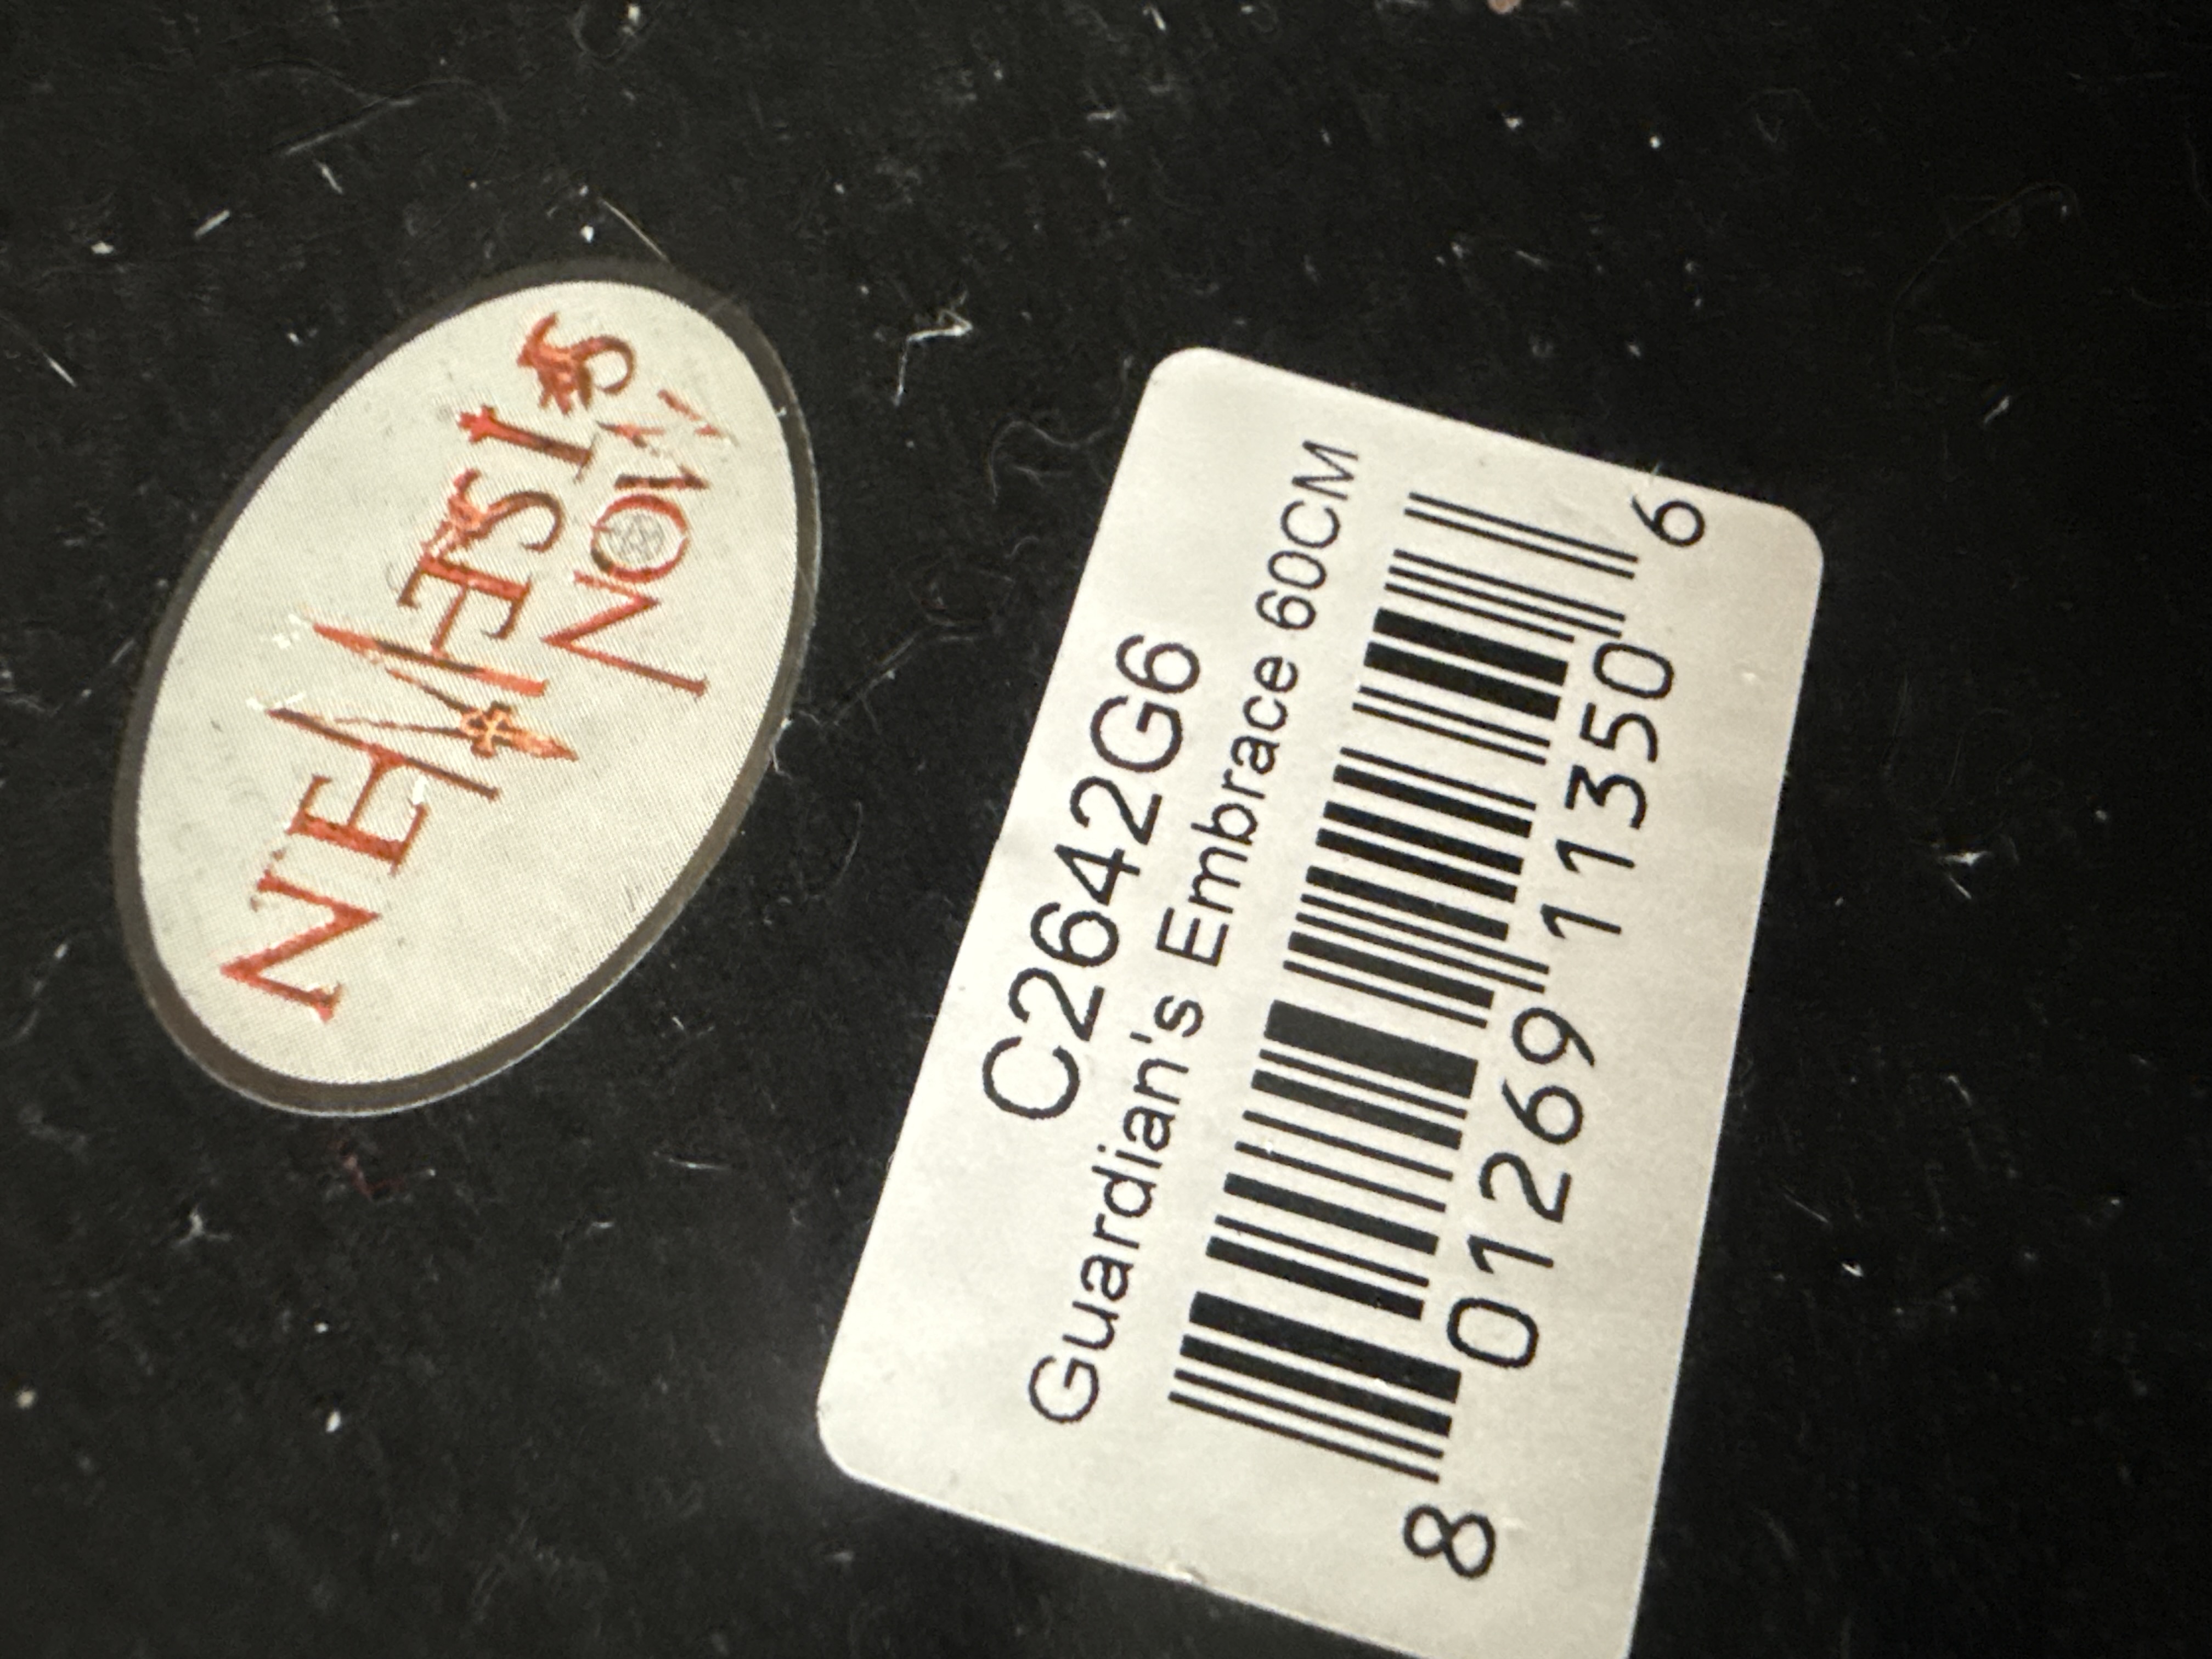 NEMESIS
NOW
C2642G6
Guardian's Embrace 60CM
8 01269 11350 6